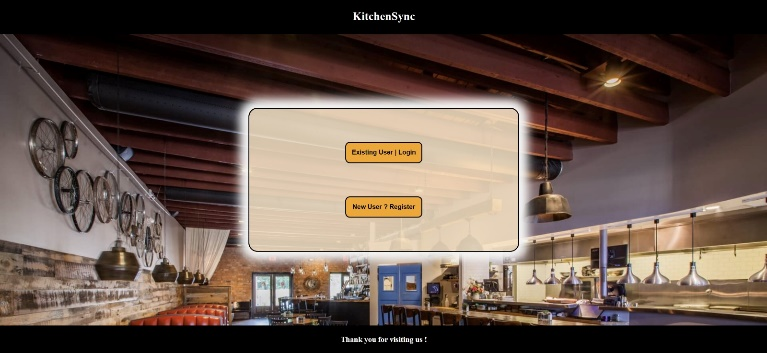 KitchenSync
Existing User | Login
New User ? Register
Thank you for visiting us !